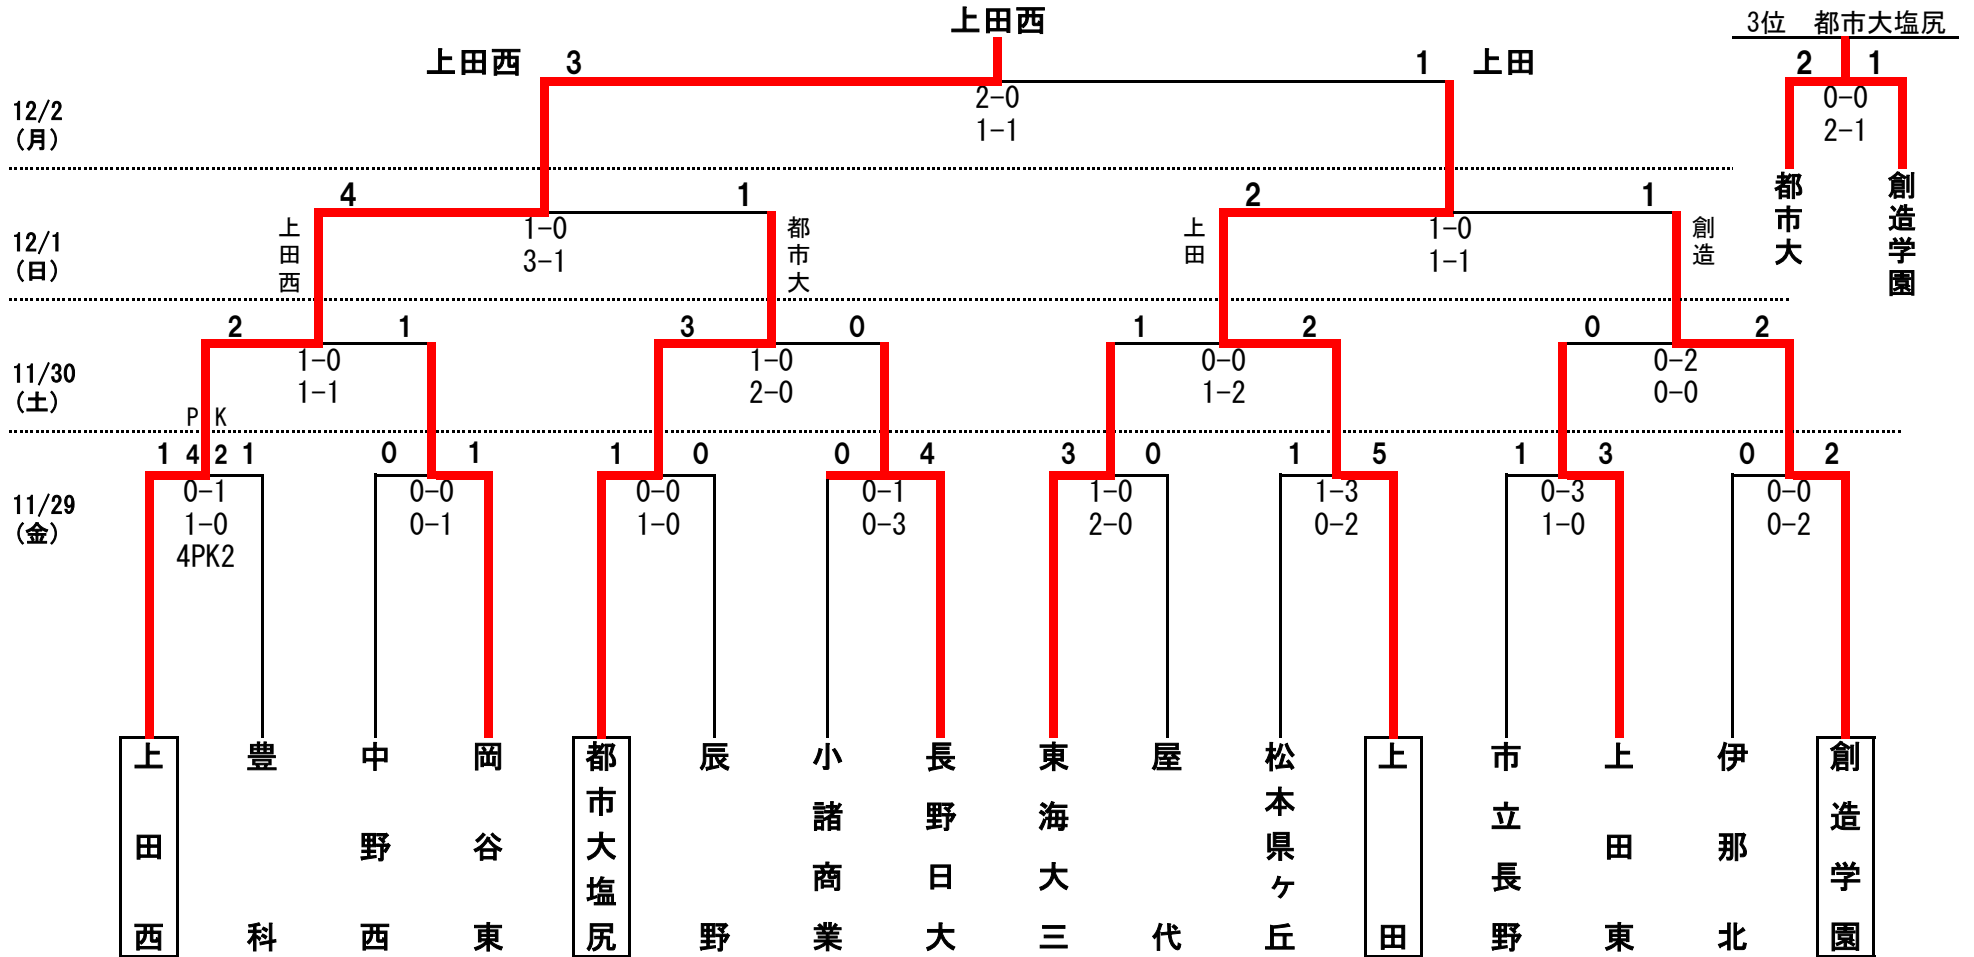 上田西
3位 都市大塩尻
上田西 3 1 上田
2 1
2-0
1-1
0-0
2-1
12/2
(月)
都市大
創造学園
4 1 2 1
12/1
(日)
上田西
1-0
3-1
都市大
上田
1-0
1-1
創造
2 1 3 0 1 2 0 2
11/30
(土)
1-0
1-1
1-0
2-0
0-0
1-2
0-2
0-0
PK
1 4 2 1 0 1 1 0 0 4 3 0 1 5 1 3 0 2
11/29
(金)
0-1
1-0
4PK2
0-0
0-1
0-0
1-0
0-1
0-3
1-0
2-0
1-3
0-2
0-3
1-0
0-0
0-2
上田西
豊科
中野西
岡谷東
都市大塩尻
辰野
小諸商業
長野日大
東海大三
屋代
松本県ケ丘
上田
市立長野
上田東
伊那北
創造学園